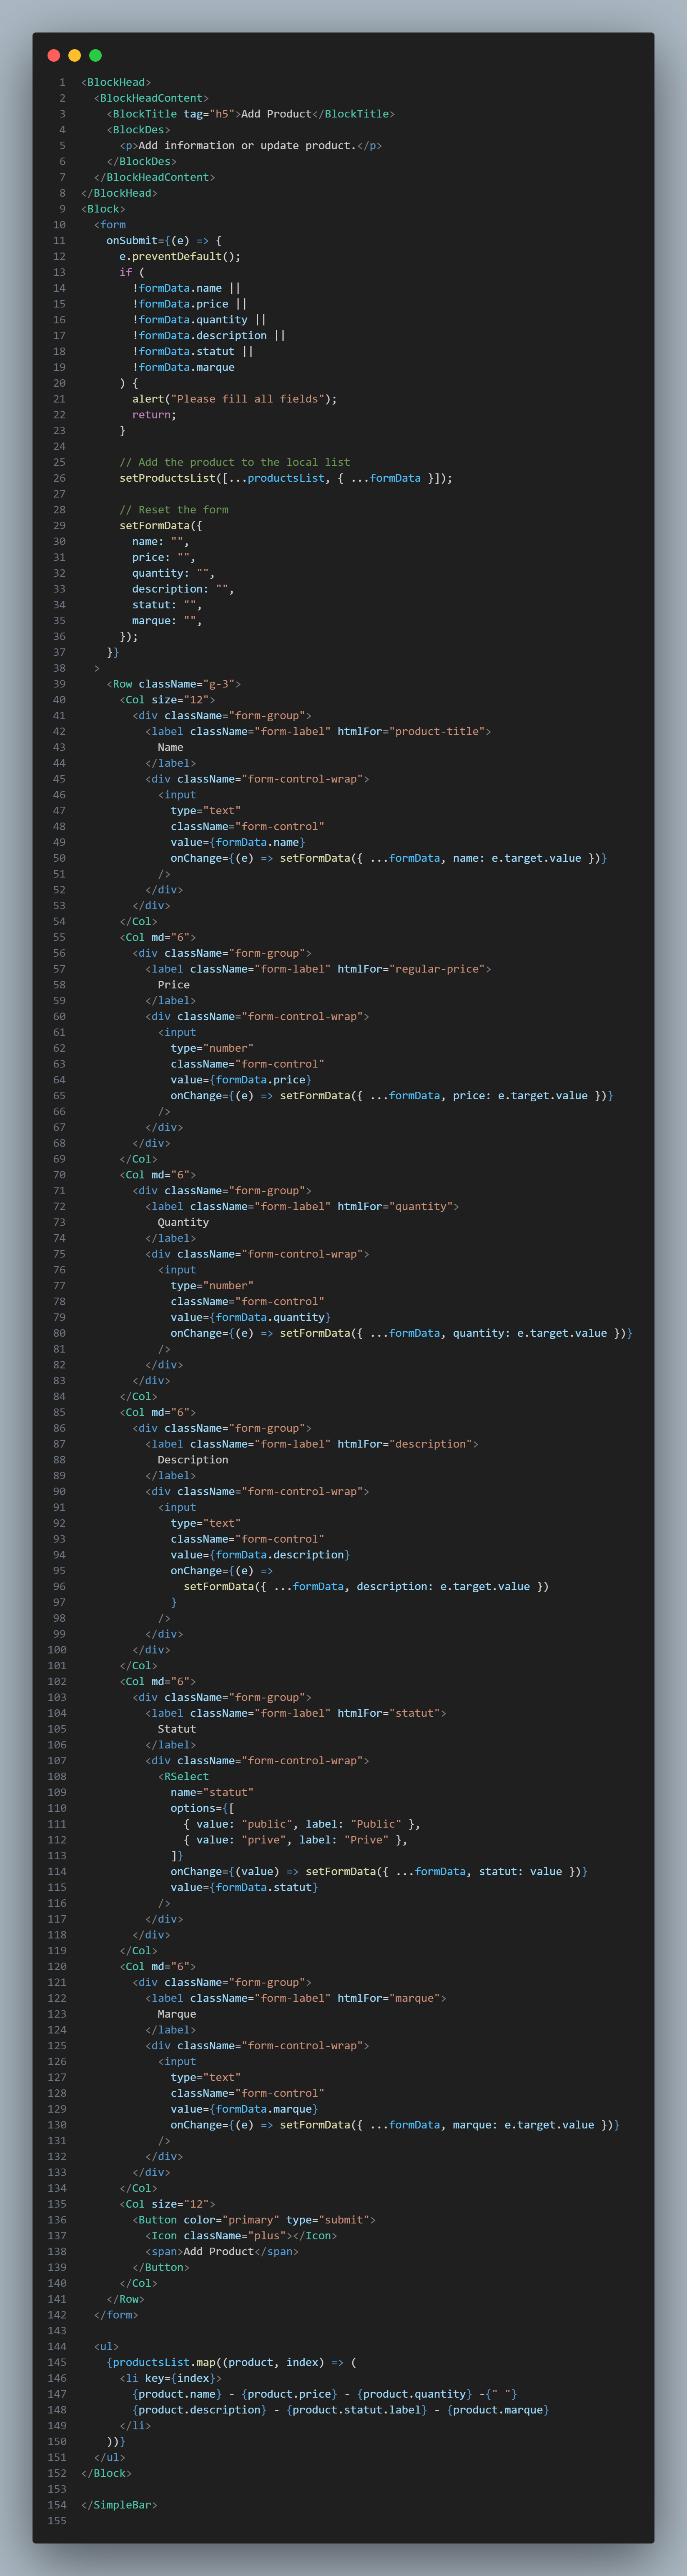 1 <BlockHead>
2   <BlockHeadContent>
3     <BlockTitle tag="h5">Add Product</BlockTitle>
4     <BlockDes>
5       <p>Add information or update product.</p>
6     </BlockDes>
7   </BlockHeadContent>
8 </BlockHead>
9 <Block>
10   <form
11     onSubmit={(e) => {
12       e.preventDefault();
13       if (
14         !formData.name ||
15         !formData.price ||
16         !formData.quantity ||
17         !formData.description ||
18         !formData.statut ||
19         !formData.marque
20       ) {
21         alert("Please fill all fields");
22         return;
23       }
24
25       // Add the product to the local list
26       setProductsList([...productsList, { ...formData }]);
27
28       // Reset the form
29       setFormData({
30         name: "",
31         price: "",
32         quantity: "",
33         description: "",
34         statut: "",
35         marque: "",
36       });
37     }}
38   >
39     <Row className="g-3">
40       <Col size="12">
41         <div className="form-group">
42           <label className="form-label" htmlFor="product-title">
43             Name
44           </label>
45           <div className="form-control-wrap">
46             <input
47               type="text"
48               className="form-control"
49               value={formData.name}
50               onChange={(e) => setFormData({ ...formData, name: e.target.value })}
51             />
52           </div>
53         </div>
54       </Col>
55       <Col md="6">
56         <div className="form-group">
57           <label className="form-label" htmlFor="regular-price">
58             Price
59           </label>
60           <div className="form-control-wrap">
61             <input
62               type="number"
63               className="form-control"
64               value={formData.price}
65               onChange={(e) => setFormData({ ...formData, price: e.target.value })}
66             />
67           </div>
68         </div>
69       </Col>
70       <Col md="6">
71         <div className="form-group">
72           <label className="form-label" htmlFor="quantity">
73             Quantity
74           </label>
75           <div className="form-control-wrap">
76             <input
77               type="number"
78               className="form-control"
79               value={formData.quantity}
80               onChange={(e) => setFormData({ ...formData, quantity: e.target.value })}
81             />
82           </div>
83         </div>
84       </Col>
85       <Col md="6">
86         <div className="form-group">
87           <label className="form-label" htmlFor="description">
88             Description
89           </label>
90           <div className="form-control-wrap">
91             <input
92               type="text"
93               className="form-control"
94               value={formData.description}
95               onChange={(e) =>
96                 setFormData({ ...formData, description: e.target.value })
97               }
98             />
99           </div>
100         </div>
101       </Col>
102       <Col md="6">
103         <div className="form-group">
104           <label className="form-label" htmlFor="statut">
105             Statut
106           </label>
107           <div className="form-control-wrap">
108             <RSelect
109               name="statut"
110               options={[
111                 { value: "public", label: "Public" },
112                 { value: "prive", label: "Prive" },
113               ]}
114               onChange={(value) => setFormData({ ...formData, statut: value })}
115               value={formData.statut}
116             />
117           </div>
118         </div>
119       </Col>
120       <Col md="6">
121         <div className="form-group">
122           <label className="form-label" htmlFor="marque">
123             Marque
124           </label>
125           <div className="form-control-wrap">
126             <input
127               type="text"
128               className="form-control"
129               value={formData.marque}
130               onChange={(e) => setFormData({ ...formData, marque: e.target.value })}
131             />
132           </div>
133         </div>
134       </Col>
135       <Col size="12">
136         <Button color="primary" type="submit">
137           <Icon className="plus"></Icon>
138           <span>Add Product</span>
139         </Button>
140       </Col>
141     </Row>
142   </form>
143
144   <ul>
145     {productsList.map((product, index) => (
146       <li key={index}>
147         {product.name} - {product.price} - {product.quantity} -{" "}
148         {product.description} - {product.statut.label} - {product.marque}
149       </li>
150     ))}
151   </ul>
152 </Block>
153
154 </SimpleBar>
155